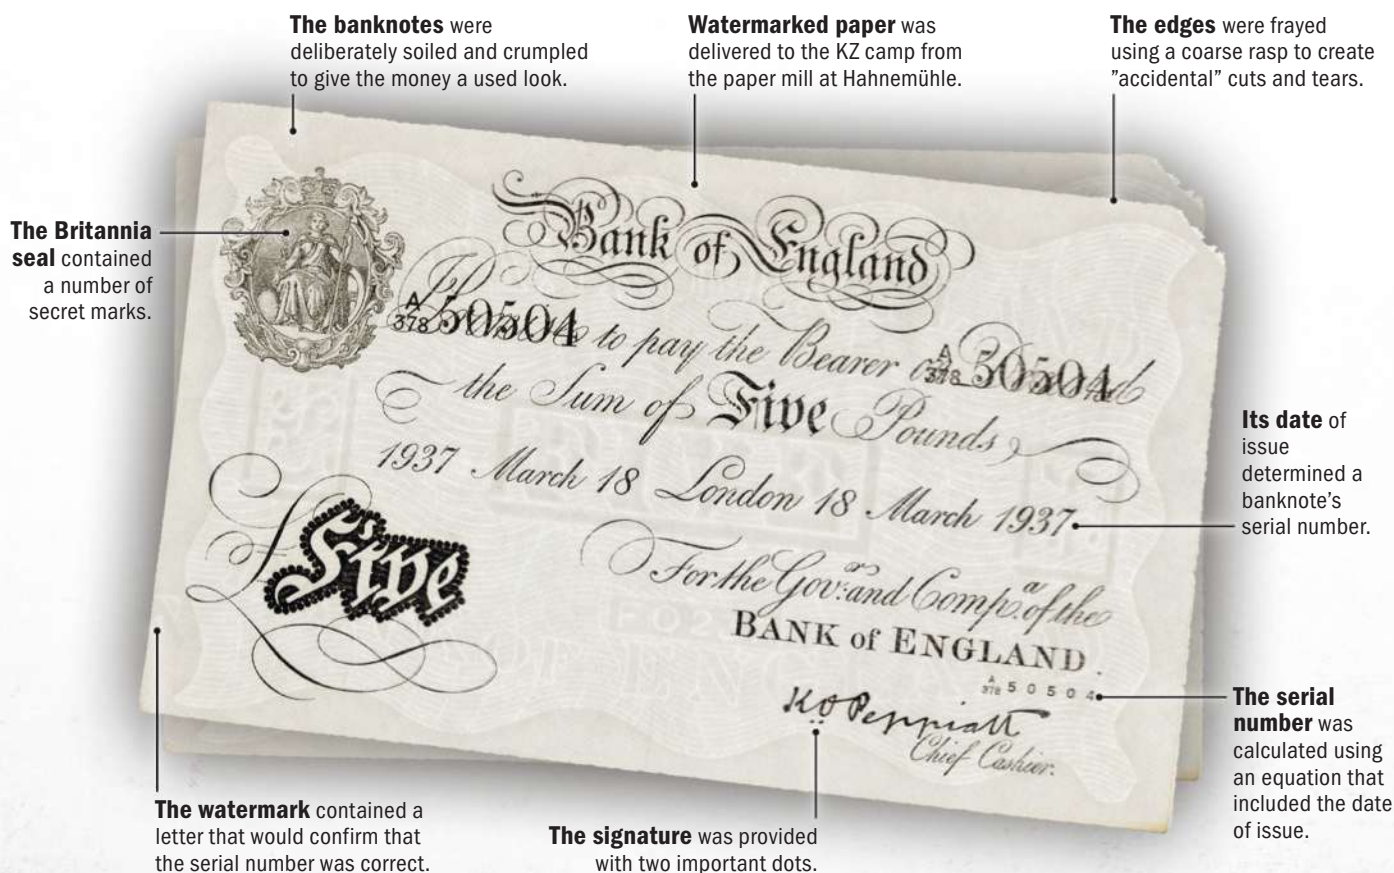 The banknotes were
deliberately soiled and crumpled
to give the money a used look.
Watermarked paper was
delivered to the KZ camp from
the paper mill at Hahnemühle.
The edges were frayed
using a coarse rasp to create
"accidental" cuts and tears.
The Britannia
seal contained
a number of
secret marks.
Bank of England
A
378 50504 to pay the Bearer A
378 50504
the Sum of Five Pounds
1937 March 18 London 18 March 1937
Five
For the Gov:rs and Comp.a of the
BANK of ENGLAND.
A
378 50504
K O Peppiatt
Chief Cashier.
Its date of
issue
determined a
banknote's
serial number.
The serial
number was
calculated using
an equation that
included the date
of issue.
The watermark contained a
letter that would confirm that
the serial number was correct.
The signature was provided
with two important dots.